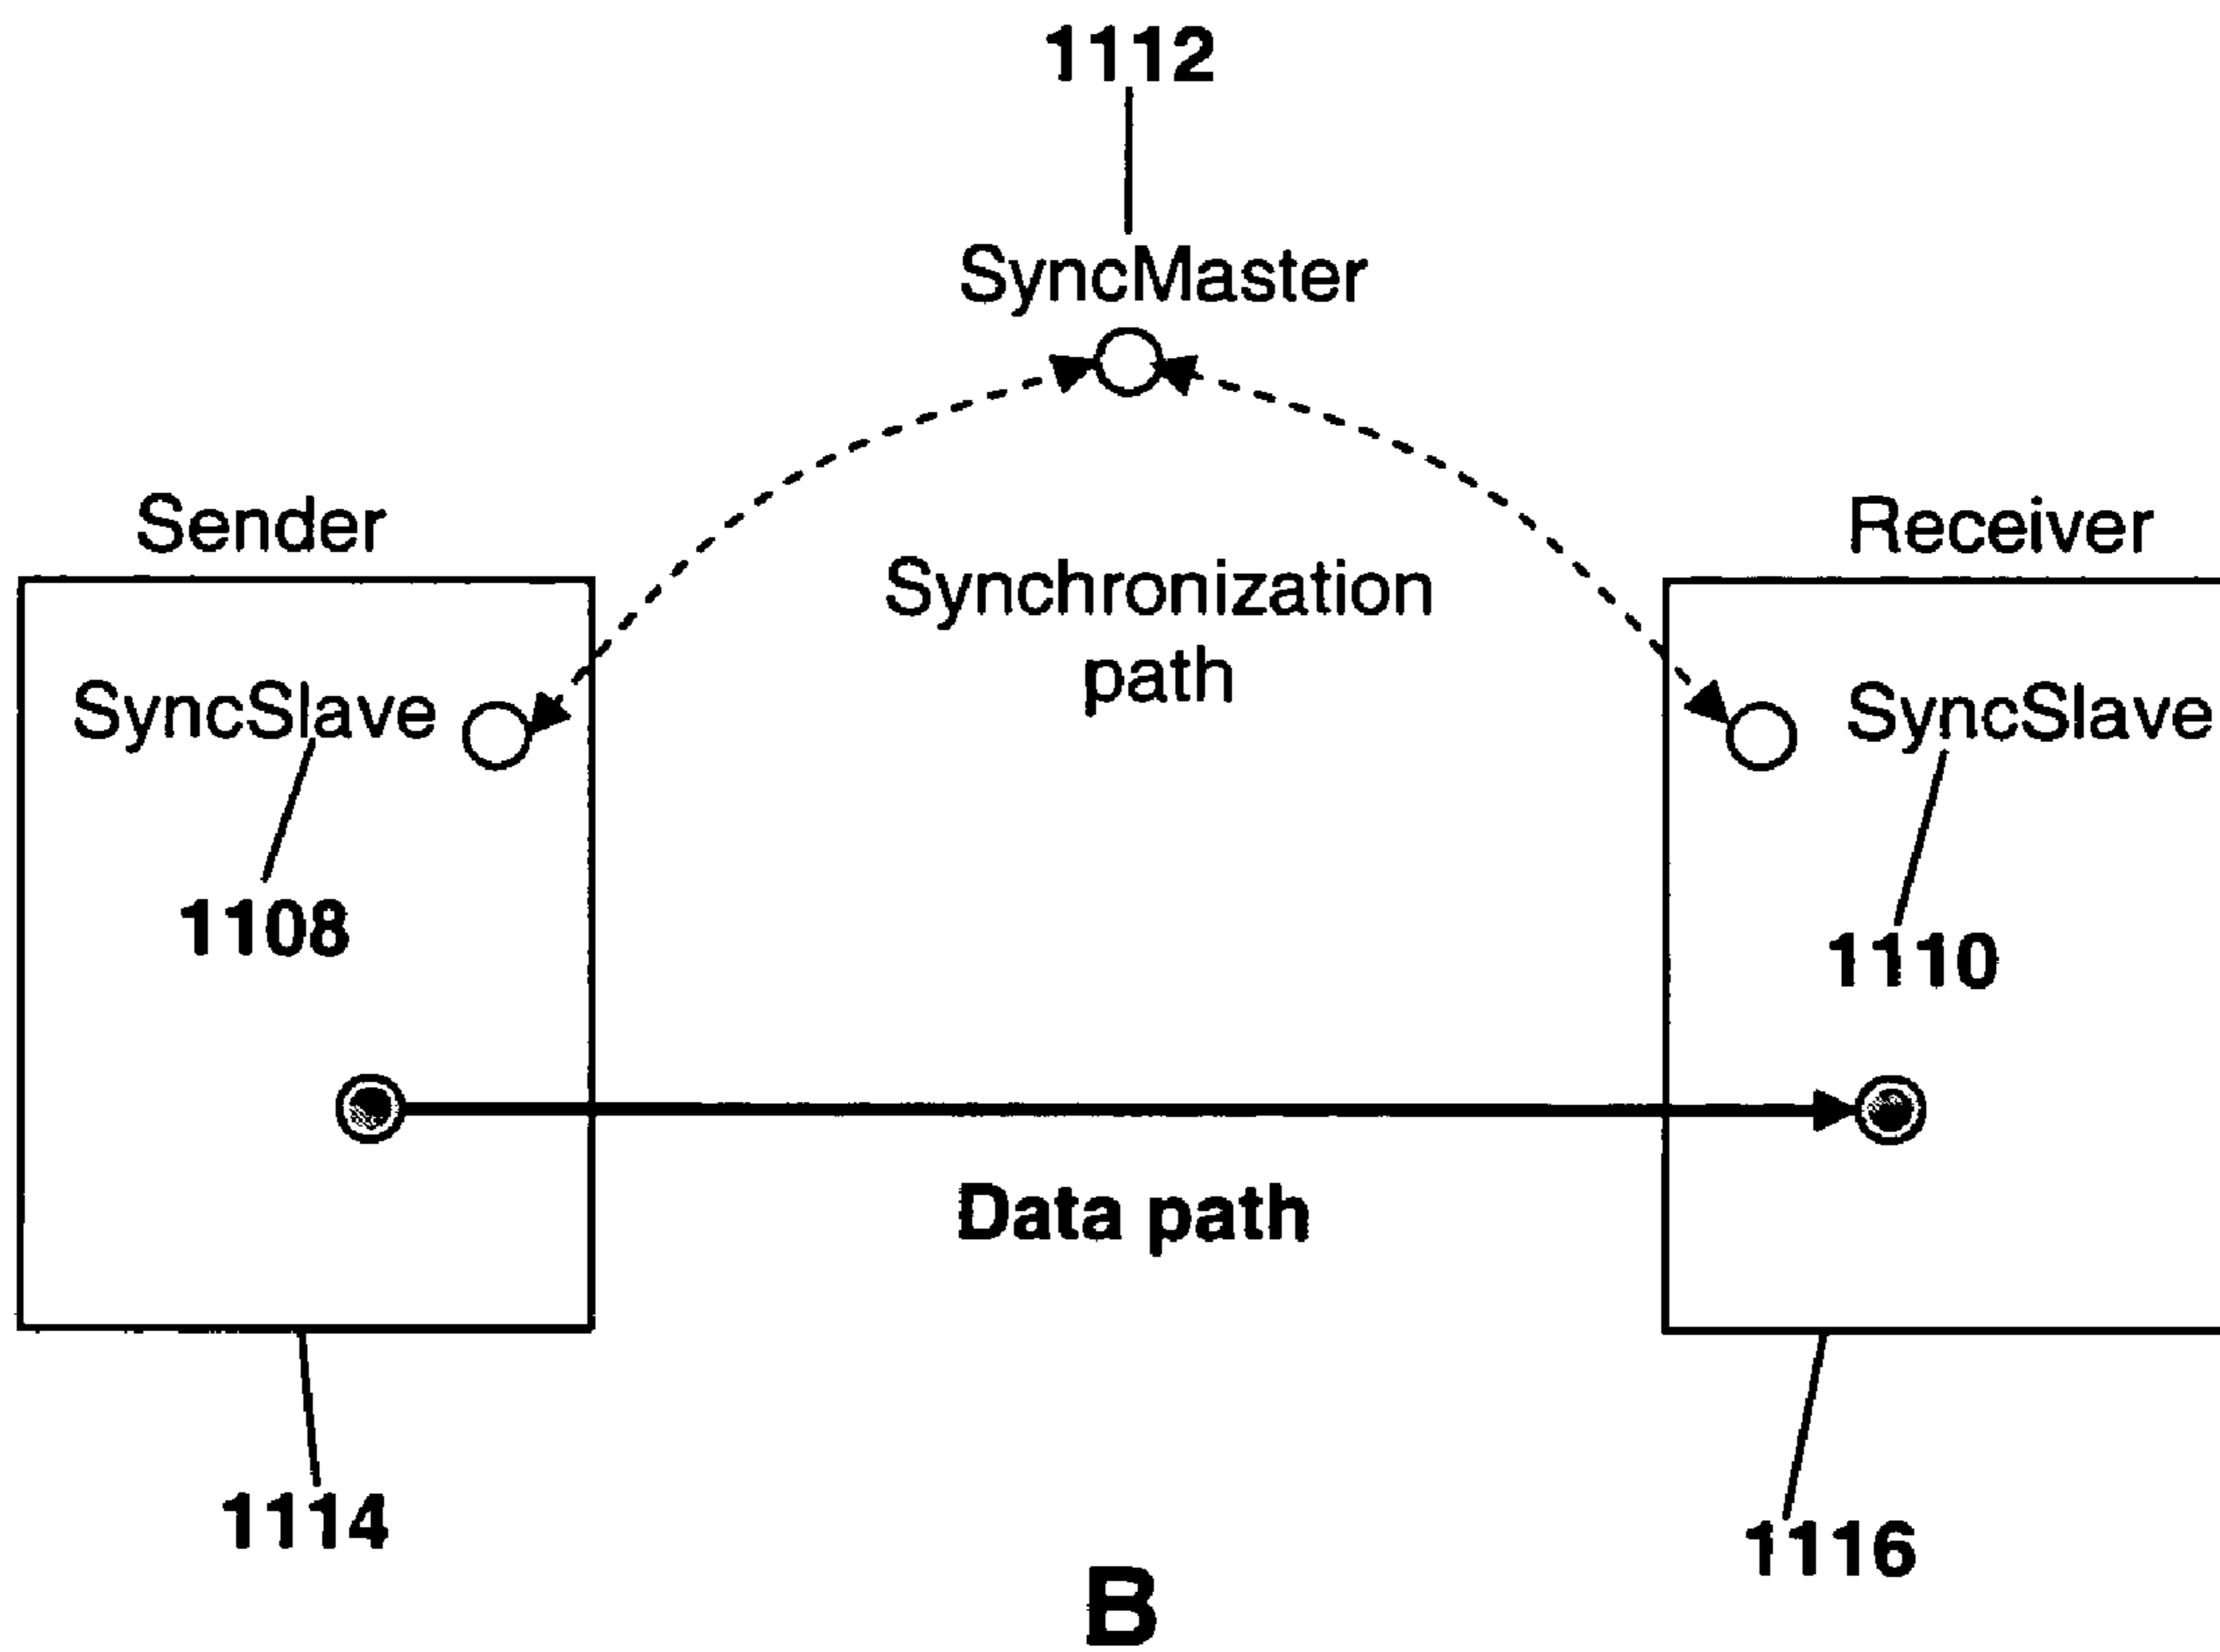 1112
SyncMaster
Sender
Receiver
Synchronization
path
SyncSlave
SyncSlave
1108
1110
Data path
1114
1116
B